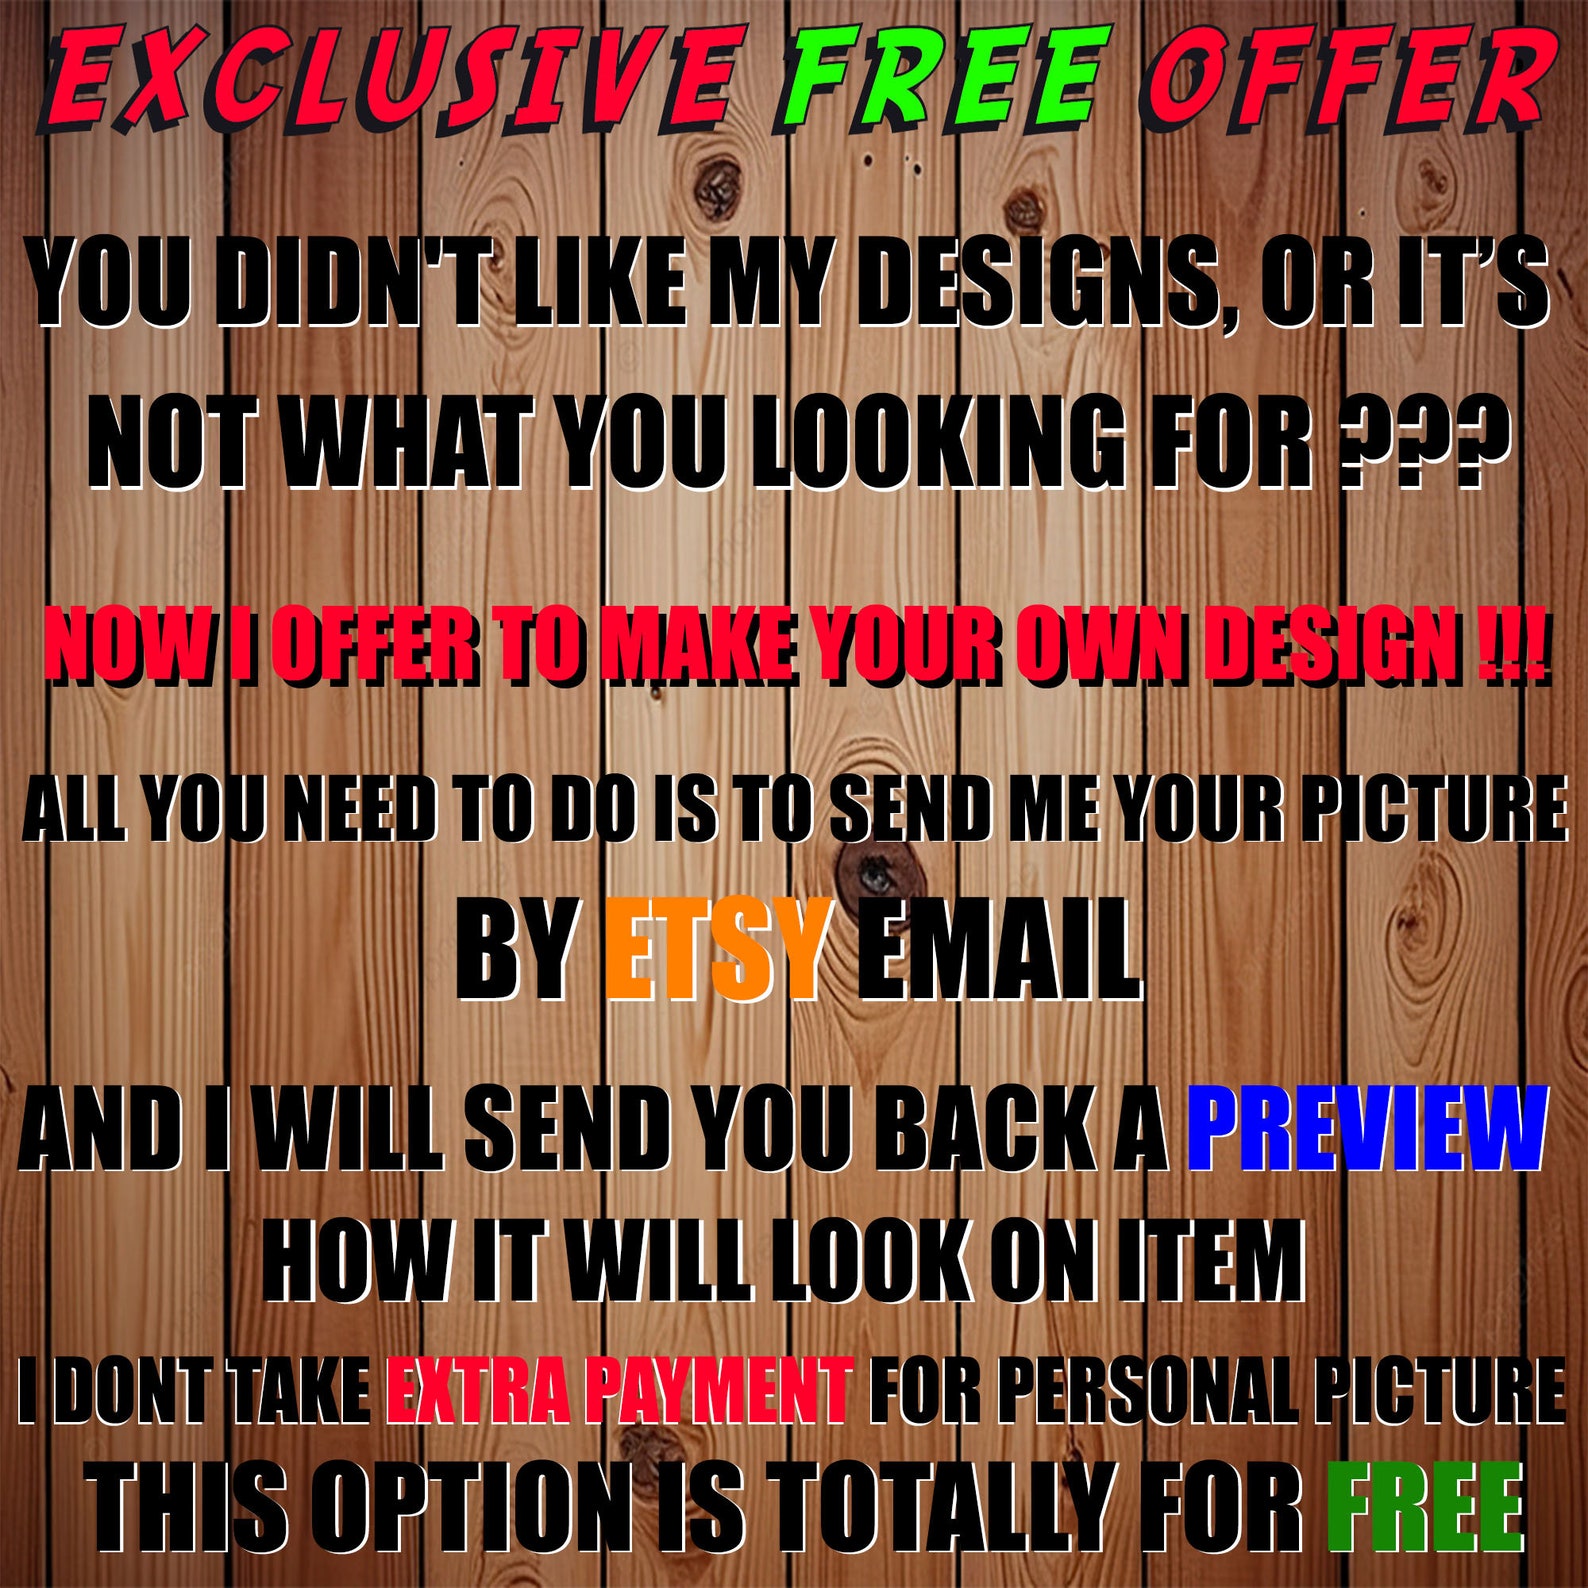 EXCLUSIVE FREE OFFER
YOU DIDN'T LIKE MY DESIGNS, OR IT’S
NOT WHAT YOU LOOKING FOR ???
NOW I OFFER TO MAKE YOUR OWN DESIGN !!!
ALL YOU NEED TO DO IS TO SEND ME YOUR PICTURE
BY ETSY EMAIL
AND I WILL SEND YOU BACK A PREVIEW
HOW IT WILL LOOK ON ITEM
I DONT TAKE EXTRA PAYMENT FOR PERSONAL PICTURE
THIS OPTION IS TOTALLY FOR FREE